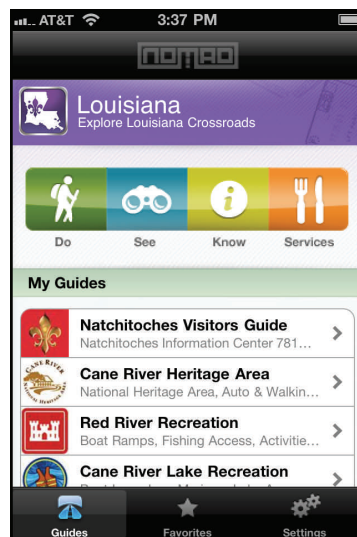 AT&T 3:37 PM
NOMAD
Louisiana
Explore Louisiana Crossroads
Do See Know Services
My Guides
Natchitoches Visitors Guide
Natchitoches Information Center 781...
CANE RIVER
Cane River Heritage Area
National Heritage Area, Auto & Walkin...
Red River Recreation
Boat Ramps, Fishing Access, Activitie...
Cane River Lake Recreation
Guides Favorites Settings